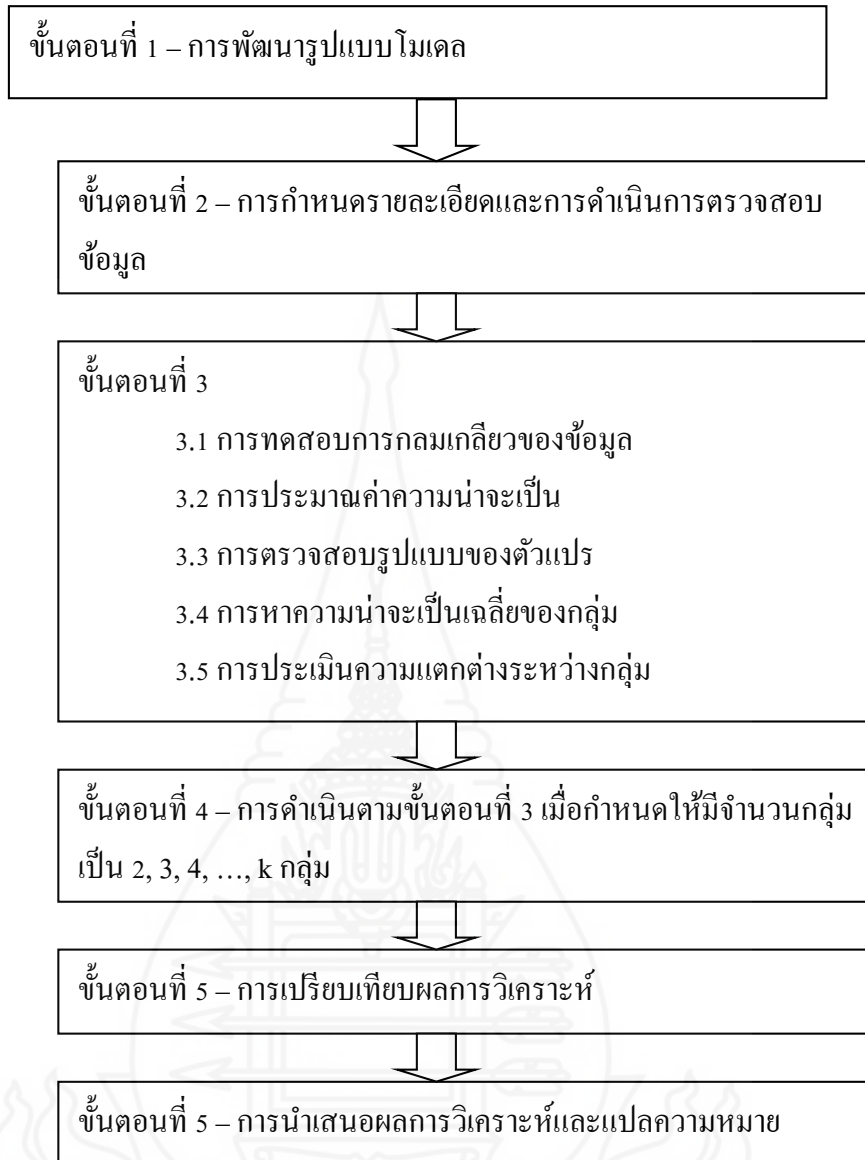 ขั้นตอนที่ 1 – การพัฒนารูปแบบโมเดล
ขั้นตอนที่ 2 – การกำหนดรายละเอียดและการดำเนินการตรวจสอบ
ข้อมูล
ขั้นตอนที่ 3
3.1 การทดสอบการกลมเกลียวของข้อมูล
3.2 การประมาณค่าความน่าจะเป็น
3.3 การตรวจสอบรูปแบบของตัวแปร
3.4 การหาความน่าจะเป็นเฉลี่ยของกลุ่ม
3.5 การประเมินความแตกต่างระหว่างกลุ่ม
ขั้นตอนที่ 4 – การดำเนินตามขั้นตอนที่ 3 เมื่อกำหนดให้มีจำนวนกลุ่ม
เป็น 2, 3, 4, …, k กลุ่ม
ขั้นตอนที่ 5 – การเปรียบเทียบผลการวิเคราะห์
ขั้นตอนที่ 5 – การนำเสนอผลการวิเคราะห์และแปลความหมาย